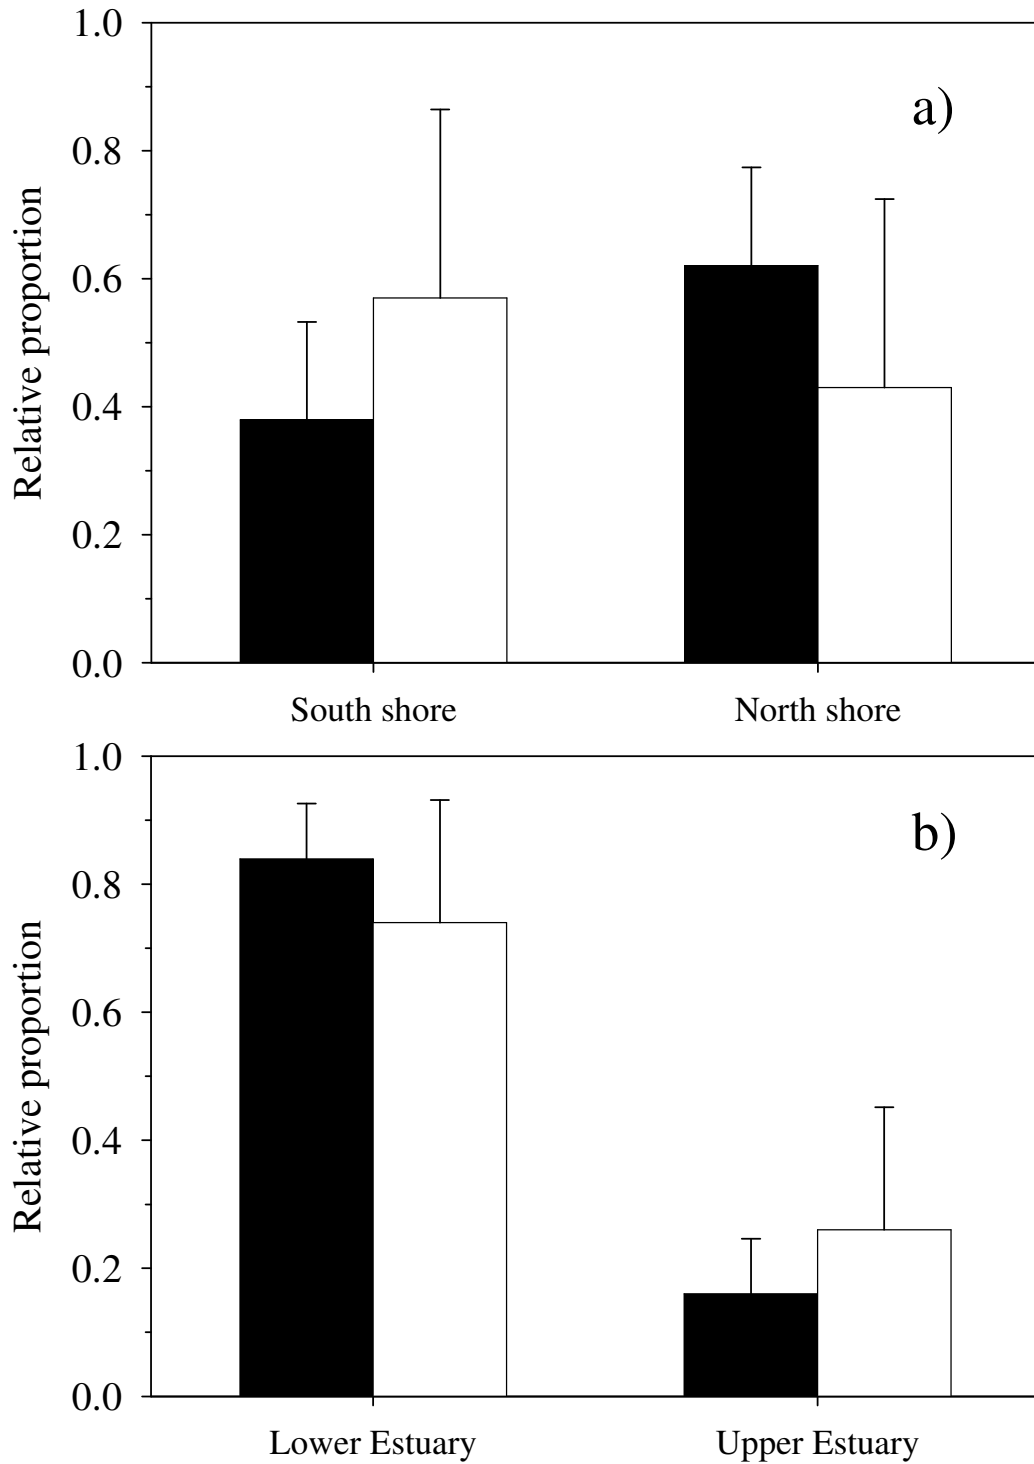 1.0
0.8
0.6
0.4
0.2
0.0
Relative proportion
a)
South shore
North shore
1.0
0.8
0.6
0.4
0.2
0.0
Relative proportion
b)
Lower Estuary
Upper Estuary